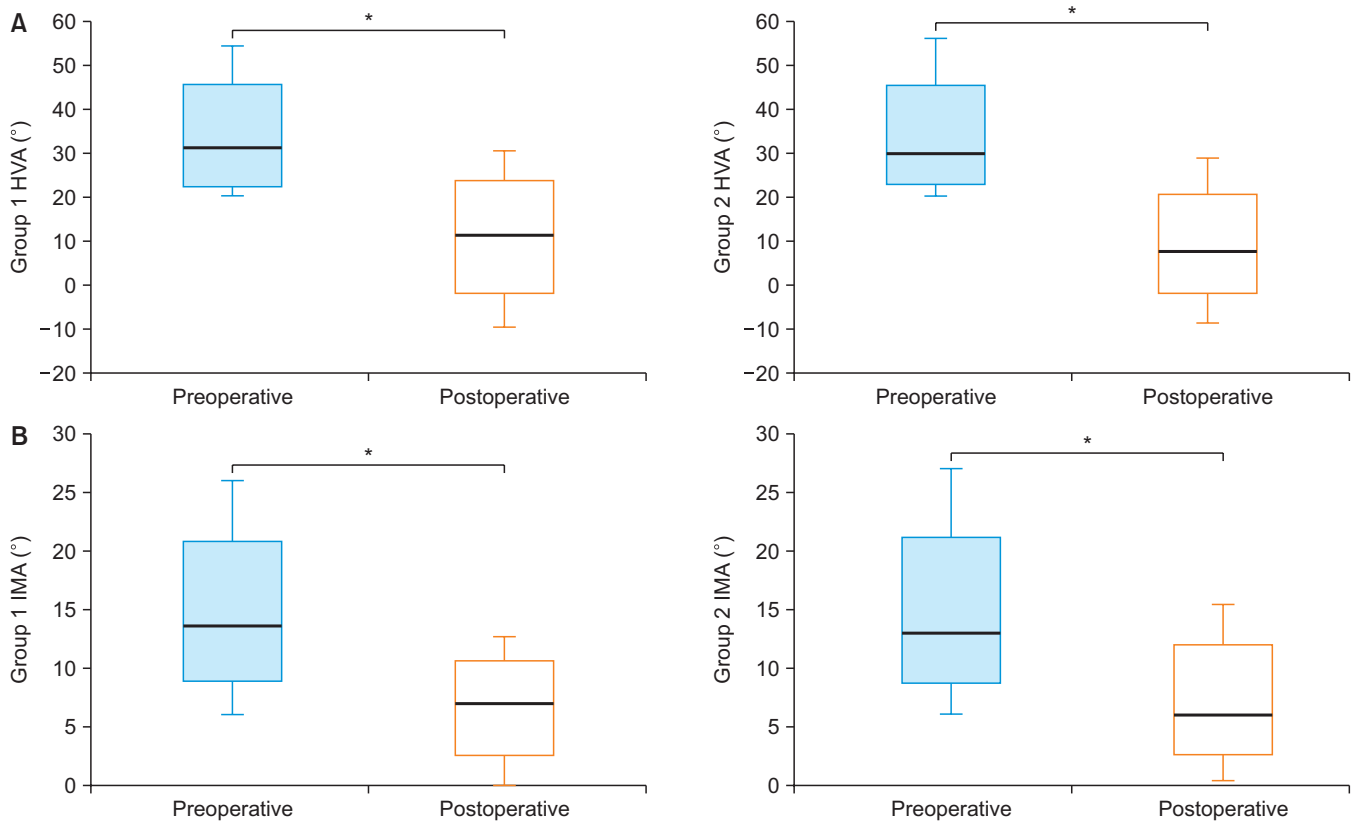 A
Group 1 HVA (°)
60
50
40
30
20
10
0
−10
−20
*
Preoperative
Postoperative
Group 2 HVA (°)
60
50
40
30
20
10
0
−10
−20
*
Preoperative
Postoperative
B
Group 1 IMA (°)
30
25
20
15
10
5
0
*
Preoperative
Postoperative
Group 2 IMA (°)
30
25
20
15
10
5
0
*
Preoperative
Postoperative